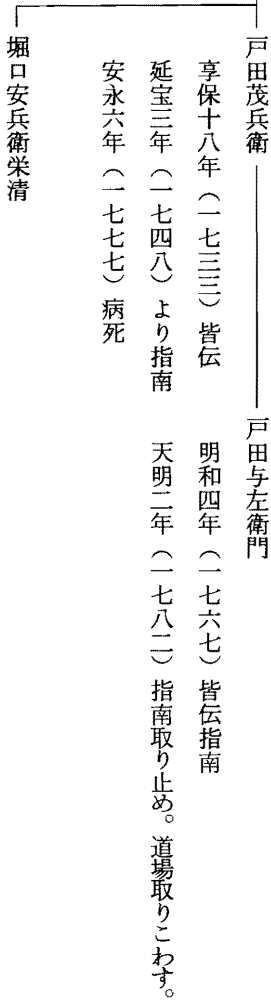 戸田茂兵衛
享保十八年（一七三三）皆伝
延宝三年（一七四八）より指南
安永六年（一七七七）病死
戸田与左衛門
明和四年（一七六七）皆伝指南
天明二年（一七八二）指南取り止め。道場取りこわす。
堀口安兵衛栄清